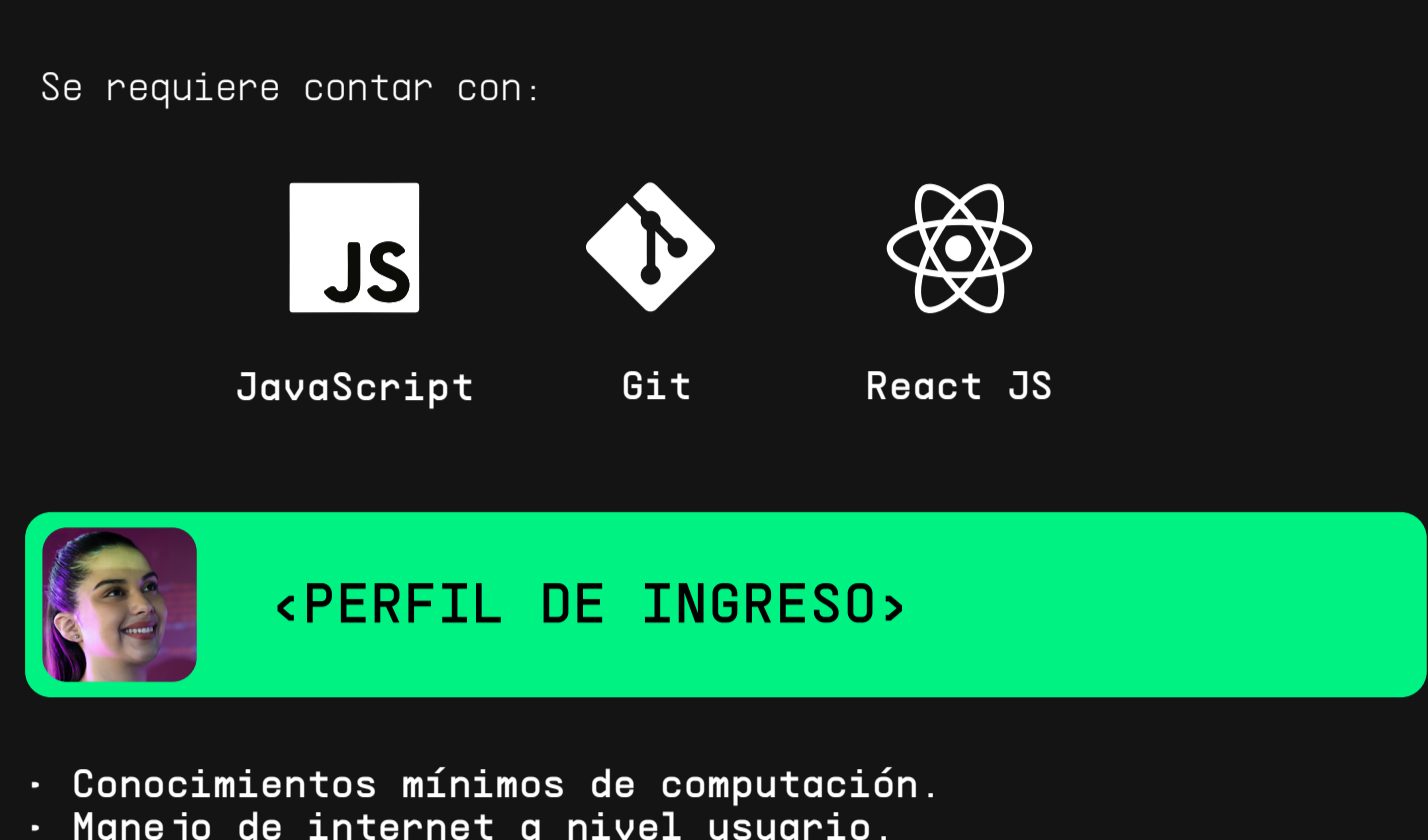 Se requiere contar con:
JS
JavaScript Git React JS
<PERFIL DE INGRESO>
· Conocimientos mínimos de computación.
· Manejo de internet a nivel usuario.